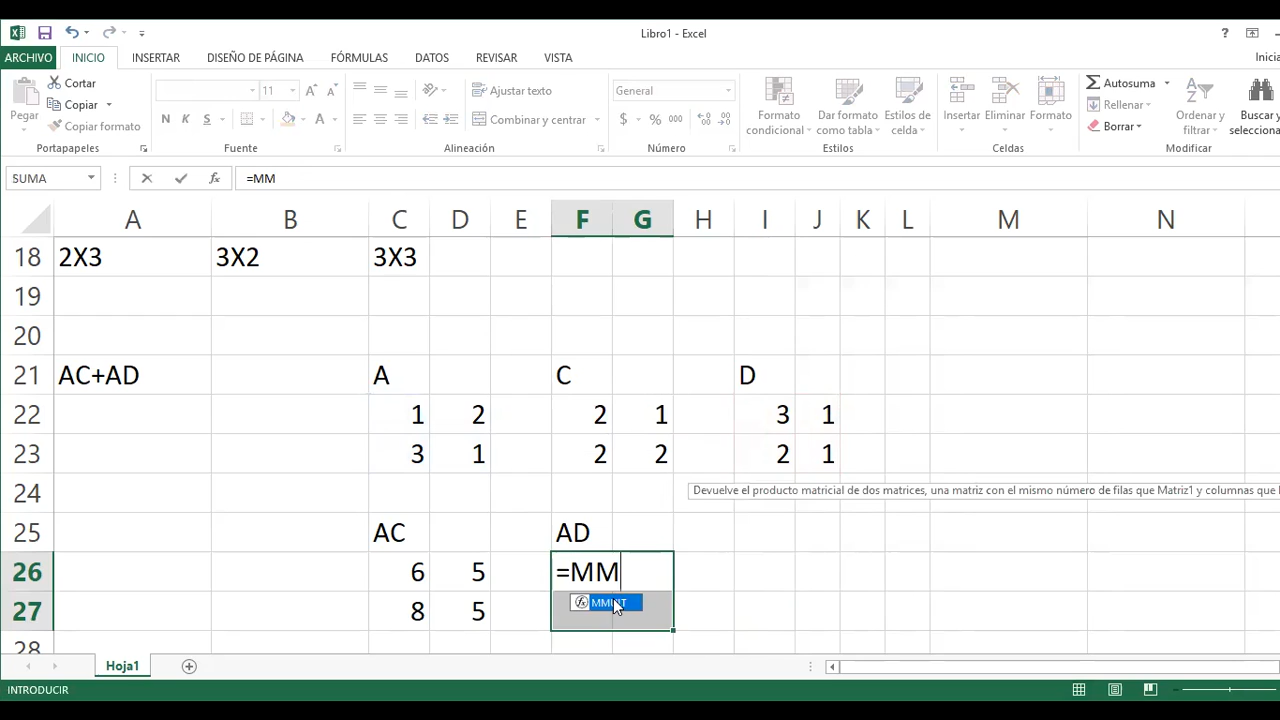 Libro1 - Excel
?
ARCHIVO INICIO INSERTAR DISEÑO DE PÁGINA FÓRMULAS DATOS REVISAR VISTA Inicia
Pegar
Cortar
Copiar
Copiar formato
Portapapeles
11
N K S
Fuente
Ajustar texto
Combinar y centrar
Alineación
General
$ % 000
Número
Formato condicional
Dar formato como tabla
Estilos de celda
Estilos
Insertar Eliminar Formato
Celdas
Autosuma
Rellenar
Borrar
Ordenar y filtrar
Buscar y
selecciona
Modificar
SUMA =MM
A B C D E F G H I J K L M N
18 2X3 3X2 3X3
19
20
21 AC+AD A C D
22 1 2 2 1 3 1
23 3 1 2 2 2 1
24
Devuelve el producto matricial de dos matrices, una matriz con el mismo número de filas que Matriz1 y columnas que
25 AC AD
26 6 5 =MM
MMULT
27 8 5
28
Hoja1
INTRODUCIR